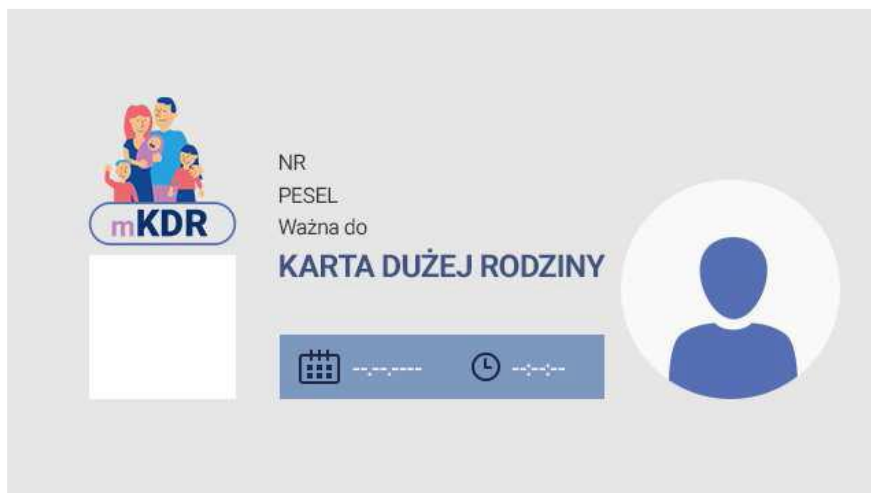 mKDR
NR
PESEL
Ważna do
KARTA DUŻEJ RODZINY
--.--.---- --:--:--